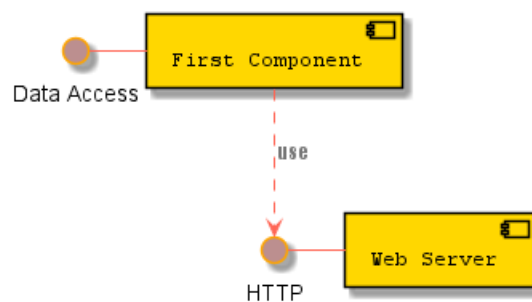 First Component
Data Access
use
Web Server
HTTP